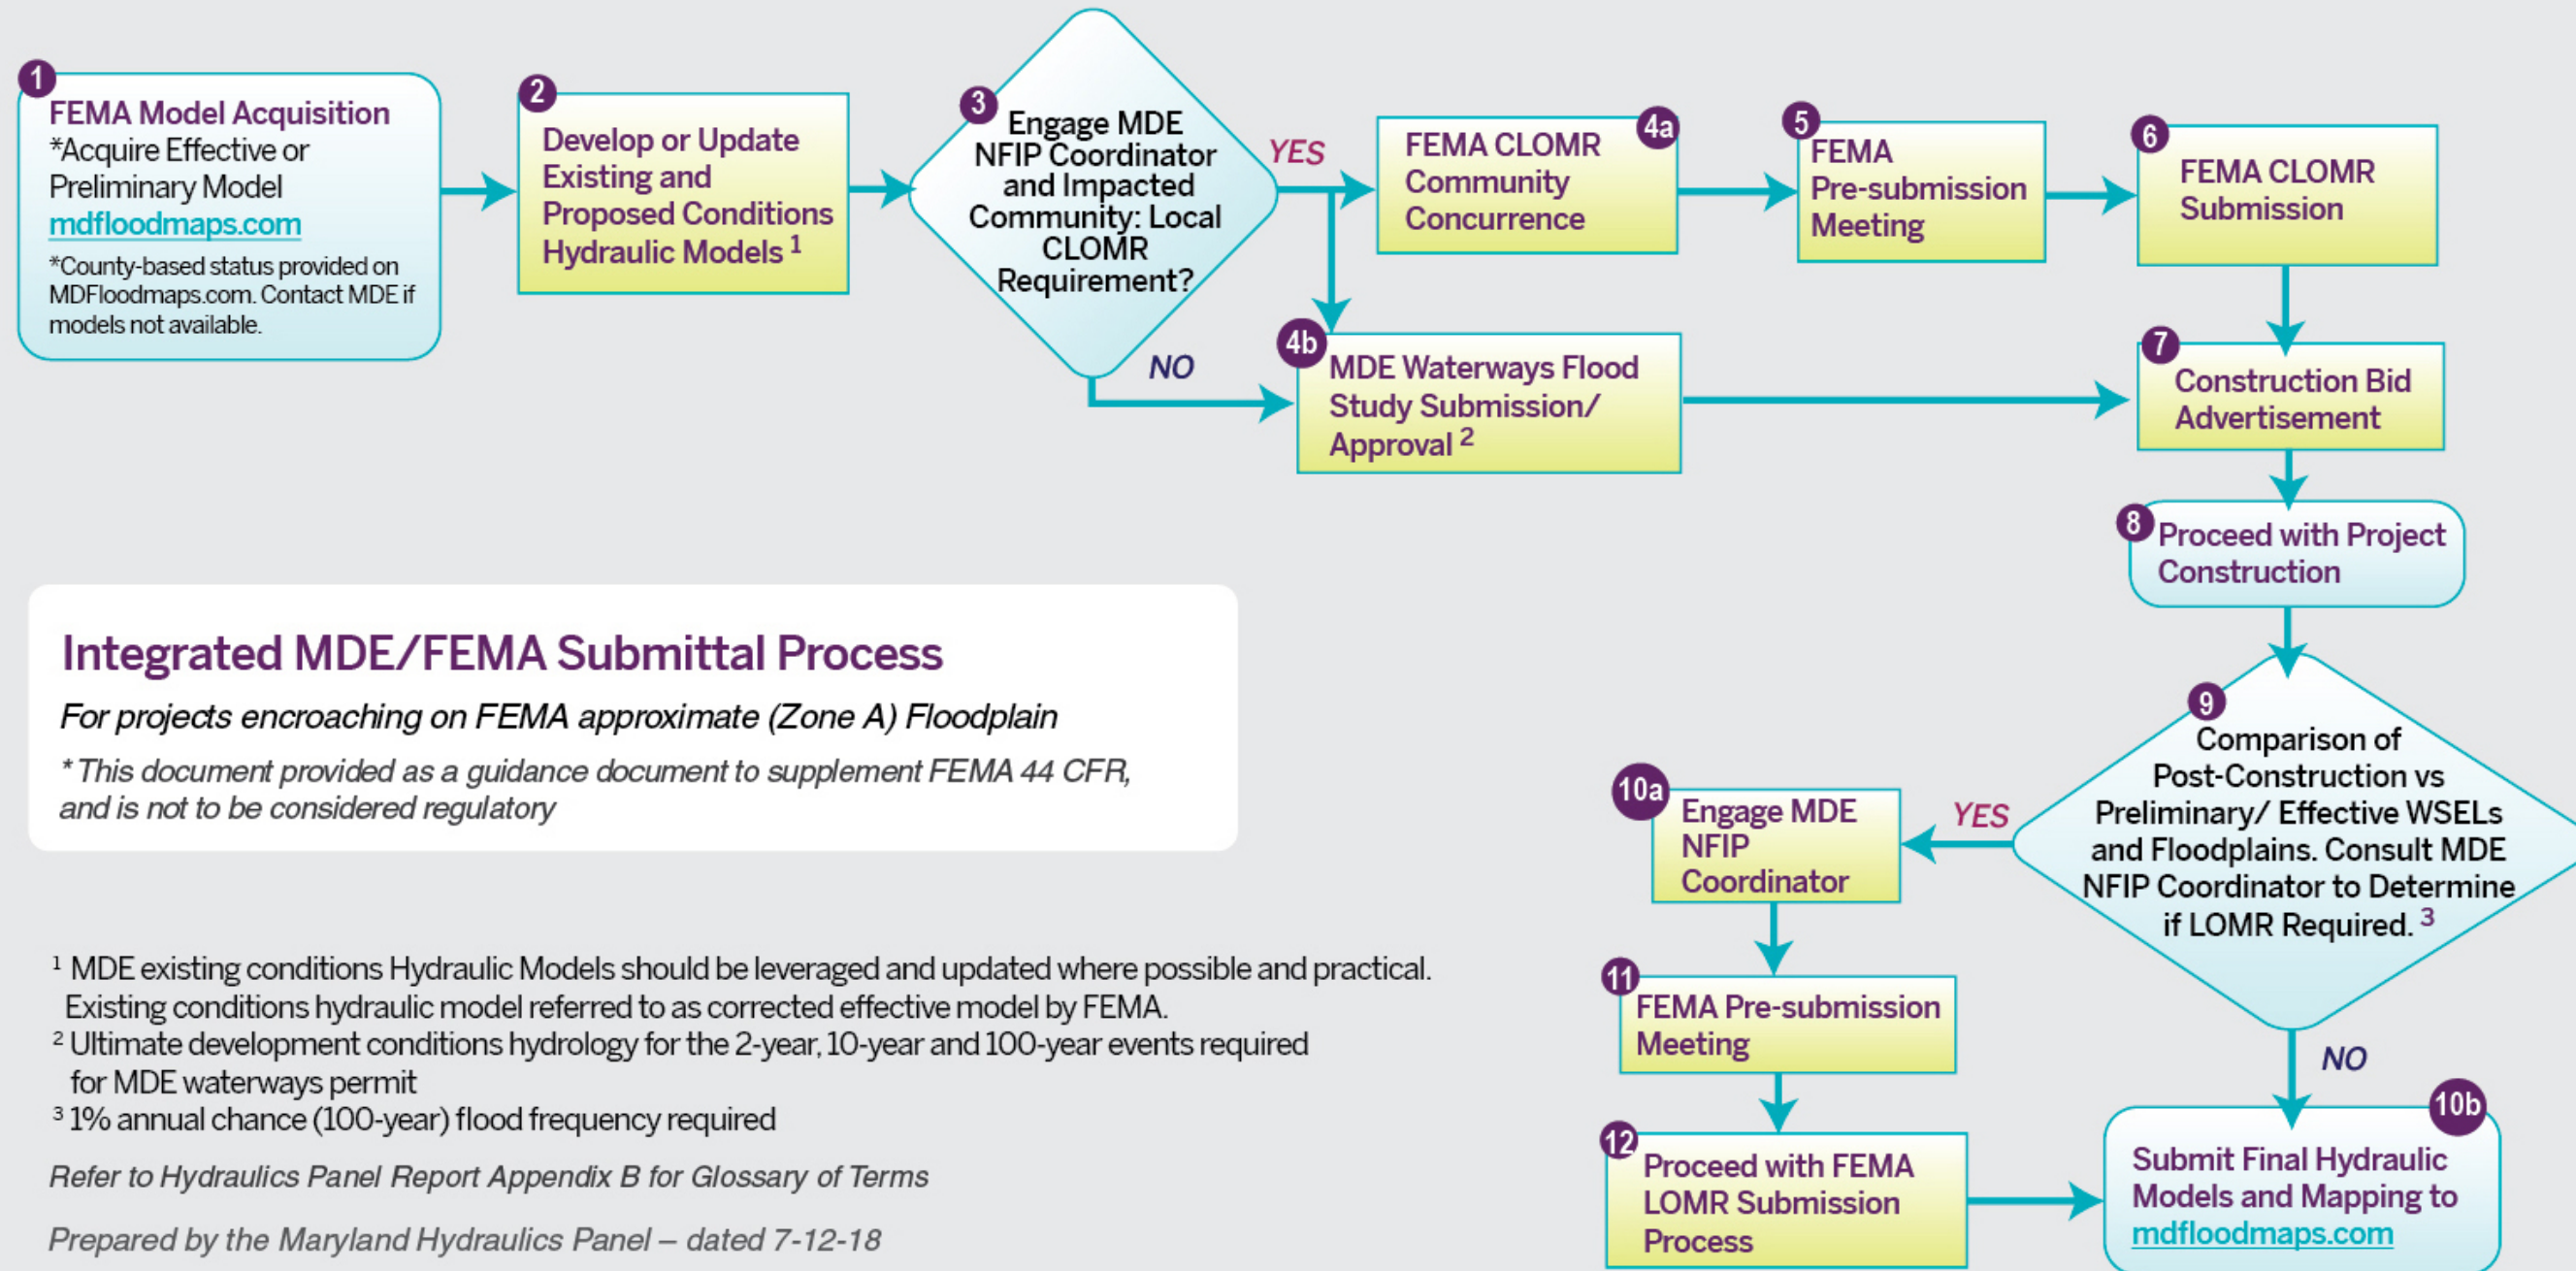 1
FEMA Model Acquisition
*Acquire Effective or
Preliminary Model
mdfloodmaps.com
*County-based status provided on
MDFloodmaps.com. Contact MDE if
models not available.
2
Develop or Update
Existing and
Proposed Conditions
Hydraulic Models 1
3
Engage MDE
NFIP Coordinator
and Impacted
Community: Local
CLOMR
Requirement?
YES
NO
4a
FEMA CLOMR
Community
Concurrence
4b
MDE Waterways Flood
Study Submission/
Approval 2
5
FEMA
Pre-submission
Meeting
6
FEMA CLOMR
Submission
7
Construction Bid
Advertisement
8
Proceed with Project
Construction
9
Comparison of
Post-Construction vs
Preliminary/ Effective WSELs
and Floodplains. Consult MDE
NFIP Coordinator to Determine
if LOMR Required. 3
YES
NO
10a
Engage MDE
NFIP
Coordinator
11
FEMA Pre-submission
Meeting
12
Proceed with FEMA
LOMR Submission
Process
10b
Submit Final Hydraulic
Models and Mapping to
mdfloodmaps.com
Integrated MDE/FEMA Submittal Process
For projects encroaching on FEMA approximate (Zone A) Floodplain
* This document provided as a guidance document to supplement FEMA 44 CFR,
and is not to be considered regulatory
1 MDE existing conditions Hydraulic Models should be leveraged and updated where possible and practical.
Existing conditions hydraulic model referred to as corrected effective model by FEMA.
2 Ultimate development conditions hydrology for the 2-year, 10-year and 100-year events required
for MDE waterways permit
3 1% annual chance (100-year) flood frequency required
Refer to Hydraulics Panel Report Appendix B for Glossary of Terms
Prepared by the Maryland Hydraulics Panel – dated 7-12-18